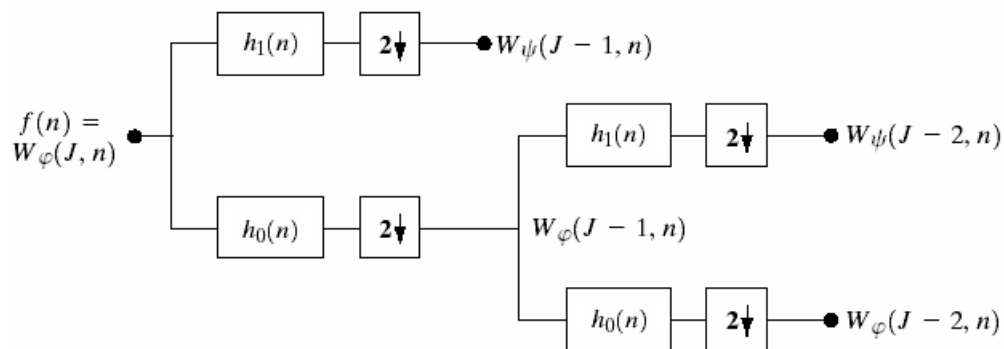 h₁(n) 2↓ W_ψ(J − 1, n)
f(n) =
W_φ(J, n)
h₁(n) 2↓ W_ψ(J − 2, n)
h₀(n) 2↓ W_φ(J − 1, n)
h₀(n) 2↓ W_φ(J − 2, n)